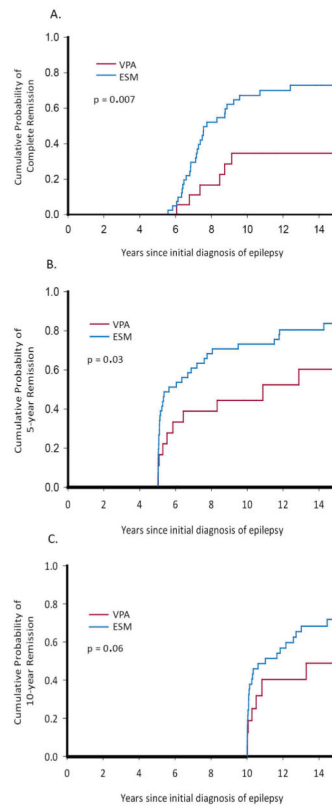 A.
Cumulative Probability of
Complete Remission
1.0
0.8
0.6
0.4
0.2
0.0
VPA
ESM
p = 0.007
0 2 4 6 8 10 12 14
Years since initial diagnosis of epilepsy
B.
Cumulative Probability of
5-year Remission
1.0
0.8
0.6
0.4
0.2
0.0
VPA
ESM
p = 0.03
0 2 4 6 8 10 12 14
Years since initial diagnosis of epilepsy
C.
Cumulative Probability of
10-year Remission
1.0
0.8
0.6
0.4
0.2
0.0
VPA
ESM
p = 0.06
0 2 4 6 8 10 12 14
Years since initial diagnosis of epilepsy